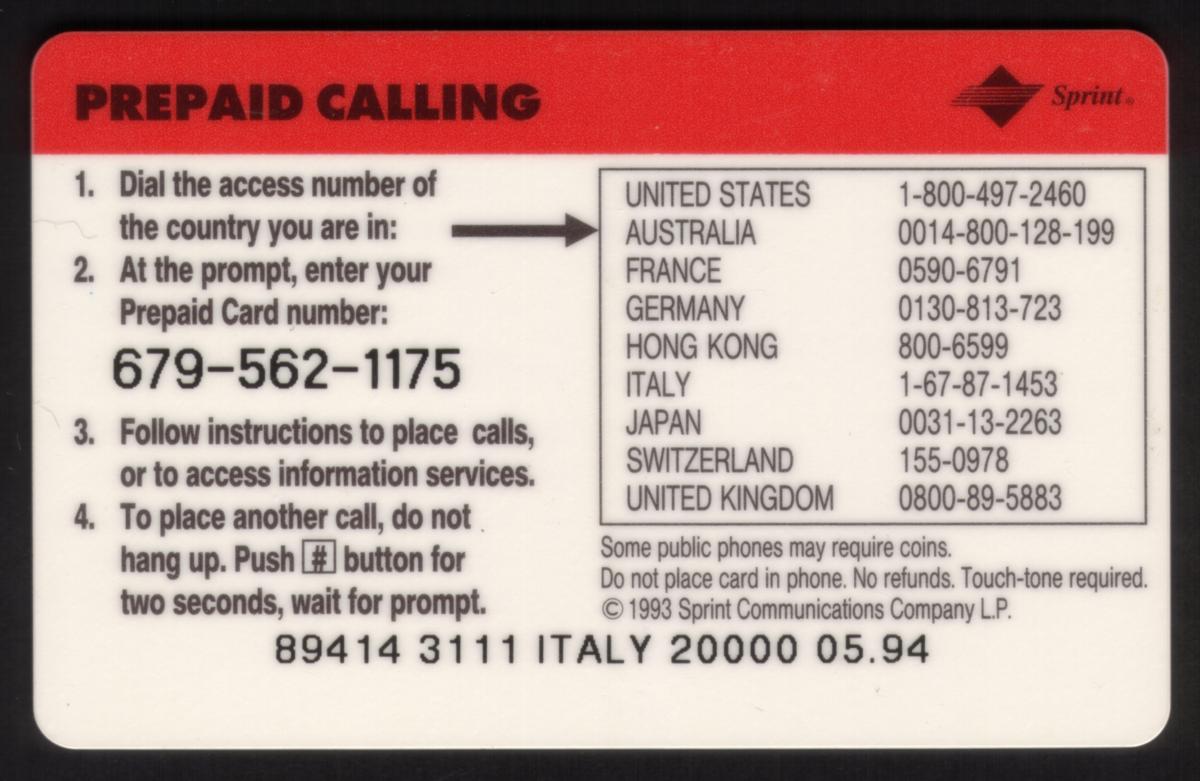 PREPAID CALLING
Sprint®
1. Dial the access number of
the country you are in:
2. At the prompt, enter your
Prepaid Card number:
679-562-1175
3. Follow instructions to place calls,
or to access information services.
4. To place another call, do not
hang up. Push # button for
two seconds, wait for prompt.
UNITED STATES 1-800-497-2460
AUSTRALIA 0014-800-128-199
FRANCE 0590-6791
GERMANY 0130-813-723
HONG KONG 800-6599
ITALY 1-67-87-1453
JAPAN 0031-13-2263
SWITZERLAND 155-0978
UNITED KINGDOM 0800-89-5883
Some public phones may require coins.
Do not place card in phone. No refunds. Touch-tone required.
© 1993 Sprint Communications Company L.P.
89414 3111 ITALY 20000 05.94